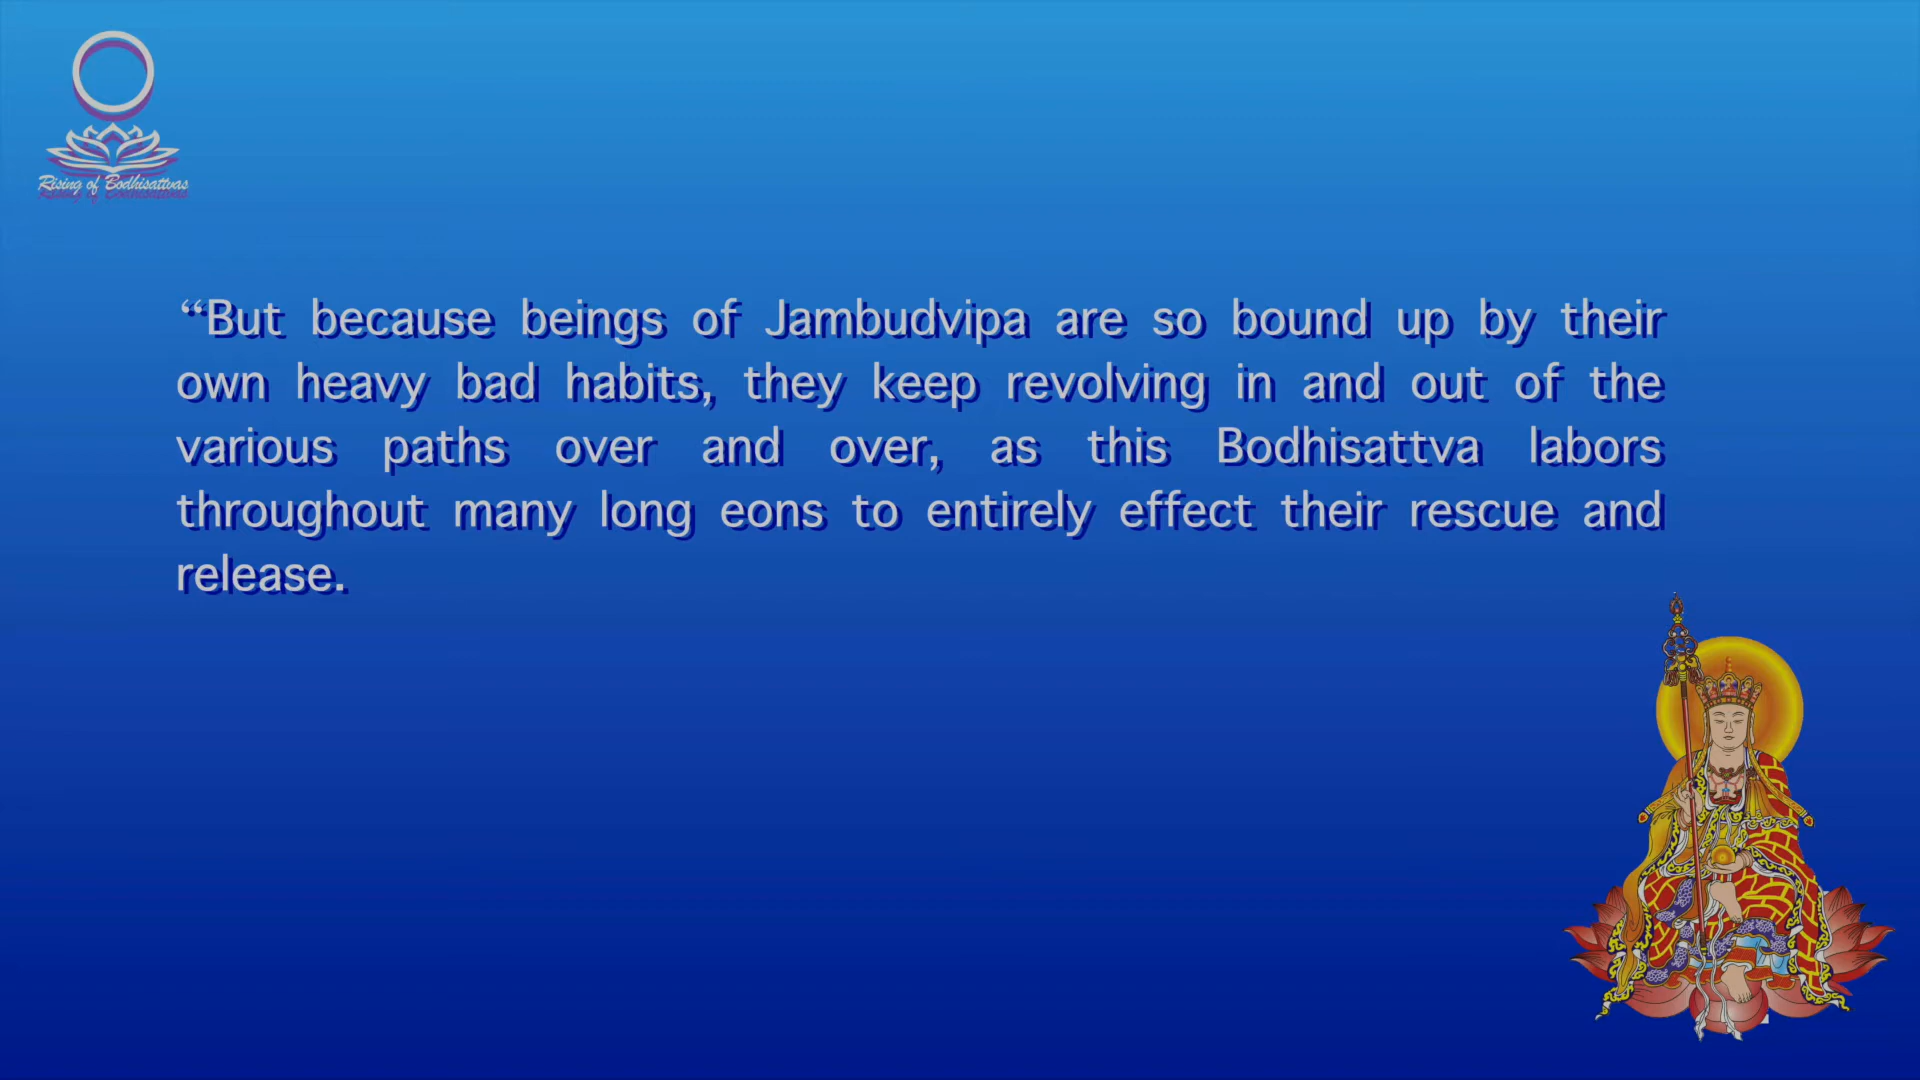 Rising of Bodhisattvas
“But because beings of Jambudvipa are so bound up by their
own heavy bad habits, they keep revolving in and out of the
various paths over and over, as this Bodhisattva labors
throughout many long eons to entirely effect their rescue and
release.